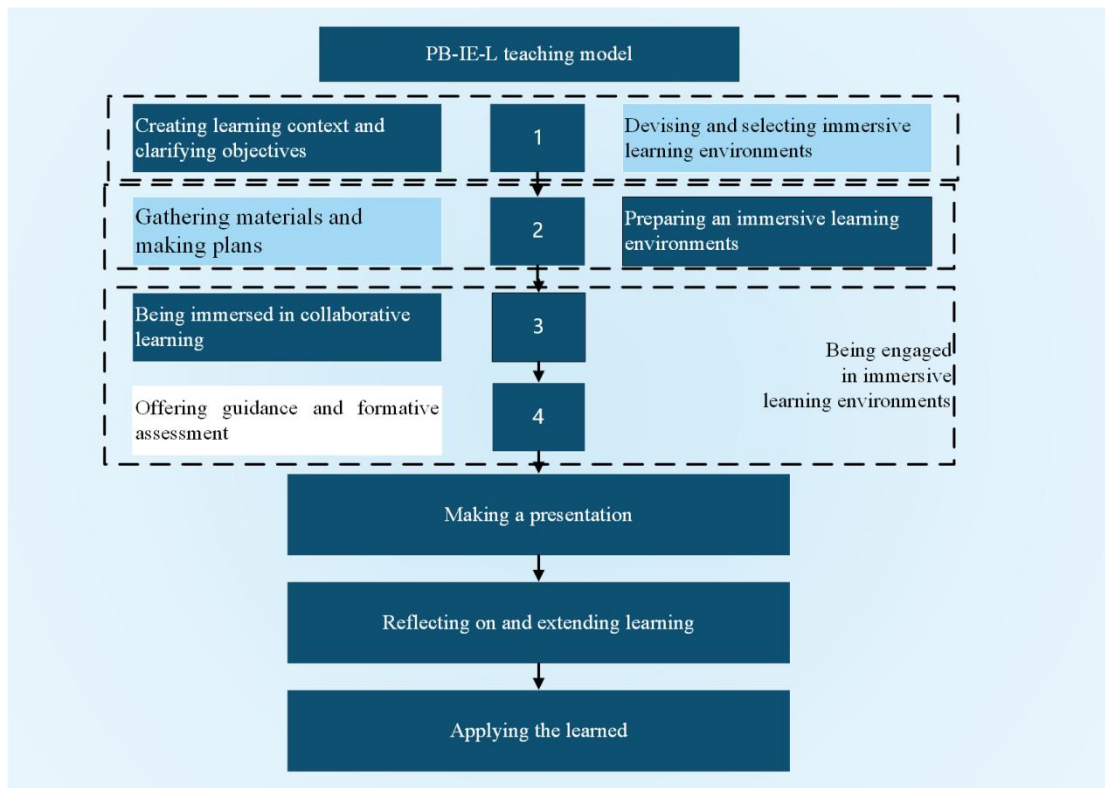 PB-IE-L teaching model
Creating learning context and
clarifying objectives
1
Devising and selecting immersive
learning environments
Gathering materials and
making plans
2
Preparing an immersive learning
environments
Being immersed in collaborative
learning
3
Being engaged
in immersive
learning environments
Offering guidance and formative
assessment
4
Making a presentation
Reflecting on and extending learning
Applying the learned